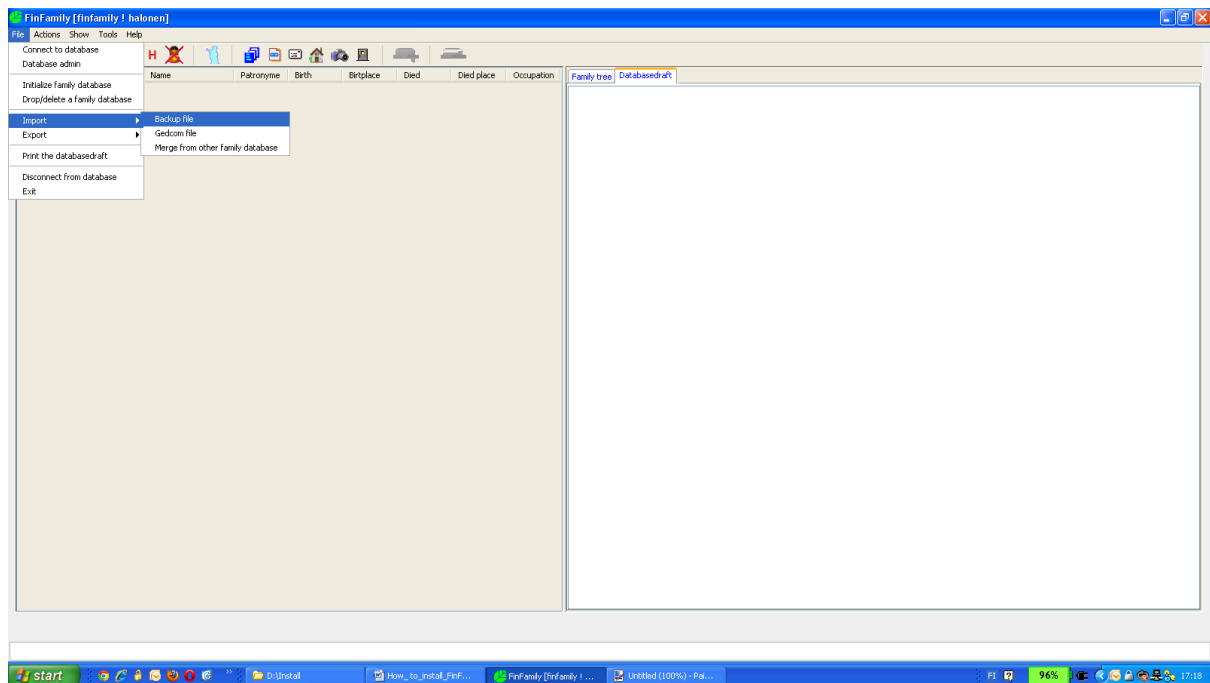 FinFamily [finfamily ! halonen]
File Actions Show Tools Help
Connect to database
Database admin
Initialize family database
Drop/delete a family database
Import
Export
Print the databasedraft
Disconnect from database
Exit
Backup file
Gedcom file
Merge from other family database
H
Name Patronyme Birth Birtplace Died Died place Occupation
Family tree Databasedraft
start D:\Install How_to_install_FinF... FinFamily [finfamily ! ... Untitled (100%) - Pai... FI 96% 17:18